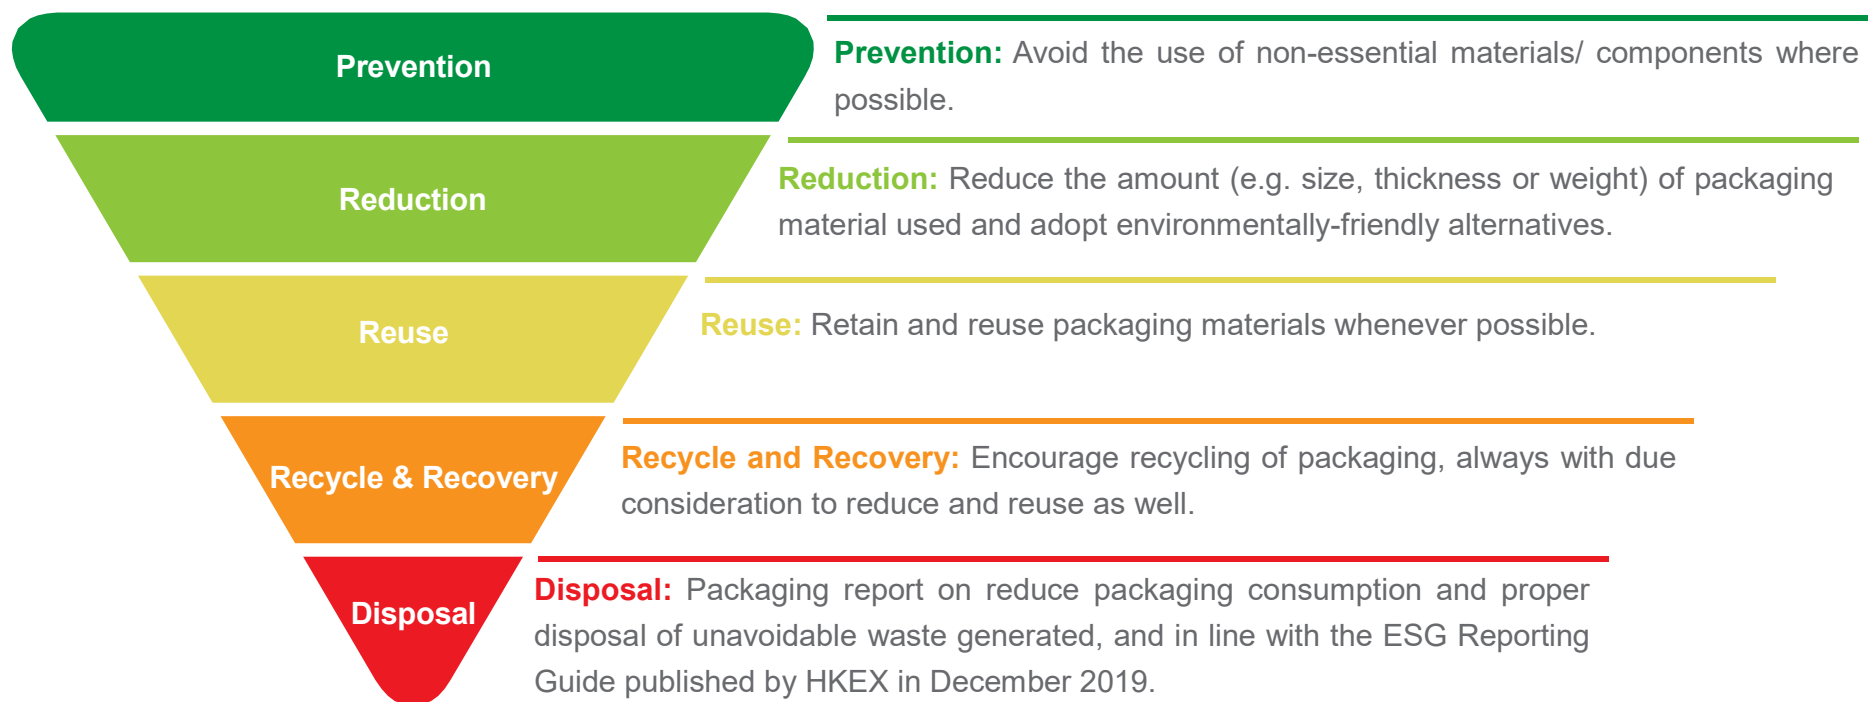 Prevention
Prevention: Avoid the use of non-essential materials/ components where
possible.
Reduction
Reduction: Reduce the amount (e.g. size, thickness or weight) of packaging
material used and adopt environmentally-friendly alternatives.
Reuse
Reuse: Retain and reuse packaging materials whenever possible.
Recycle & Recovery
Recycle and Recovery: Encourage recycling of packaging, always with due
consideration to reduce and reuse as well.
Disposal
Disposal: Packaging report on reduce packaging consumption and proper
disposal of unavoidable waste generated, and in line with the ESG Reporting
Guide published by HKEX in December 2019.